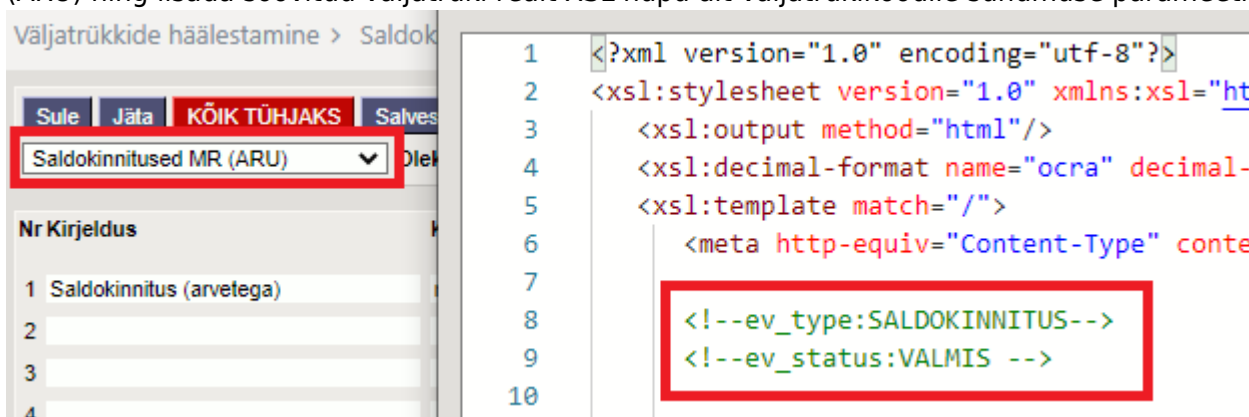 Väljatrükkide häälestamine > Saldok
Sule Jäta KÕIK TÜHJAKS Salves
Saldokinnitused MR (ARU) Olek
Nr Kirjeldus
1 Saldokinnitus (arvetega)
2
3
4
1 <?xml version="1.0" encoding="utf-8"?>
2 <xsl:stylesheet version="1.0" xmlns:xsl="ht
3 <xsl:output method="html"/>
4 <xsl:decimal-format name="ocra" decimal-
5 <xsl:template match="/">
6 <meta http-equiv="Content-Type" conte
7
8 <!--ev_type:SALDOKINNITUS-->
9 <!--ev_status:VALMIS -->
10